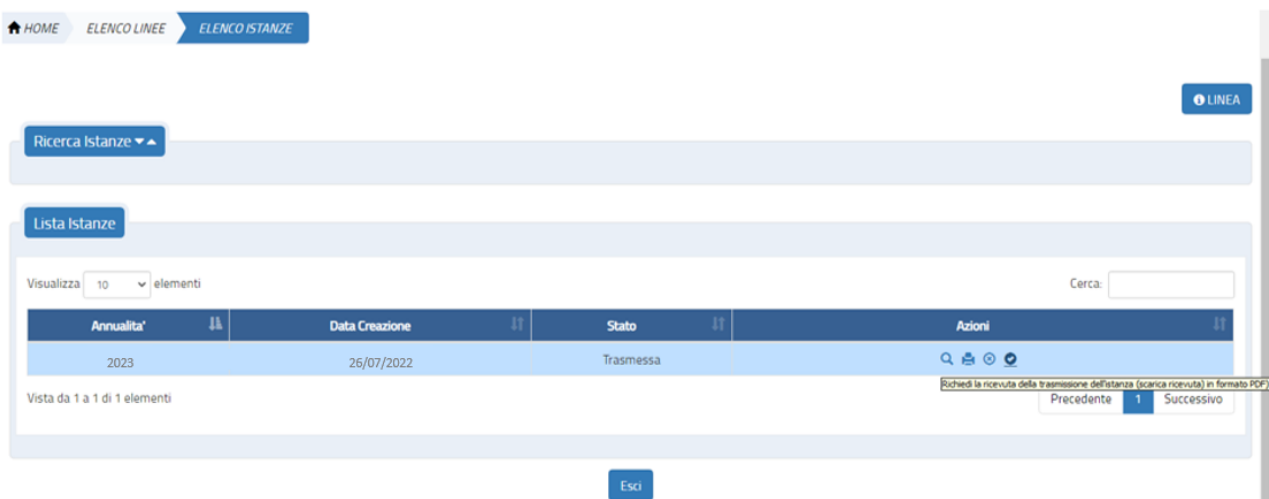 HOME ELENCO LINEE ELENCO ISTANZE
LINEA
Ricerca Istanze
Lista Istanze
Visualizza 10 elementi Cerca:
Annualita' Data Creazione Stato Azioni
2023 26/07/2022 Trasmessa
Richiedi la ricevuta della trasmissione dell'istanza (scarica ricevuta) in formato PDF)
Vista da 1 a 1 di 1 elementi Precedente 1 Successivo
Esci